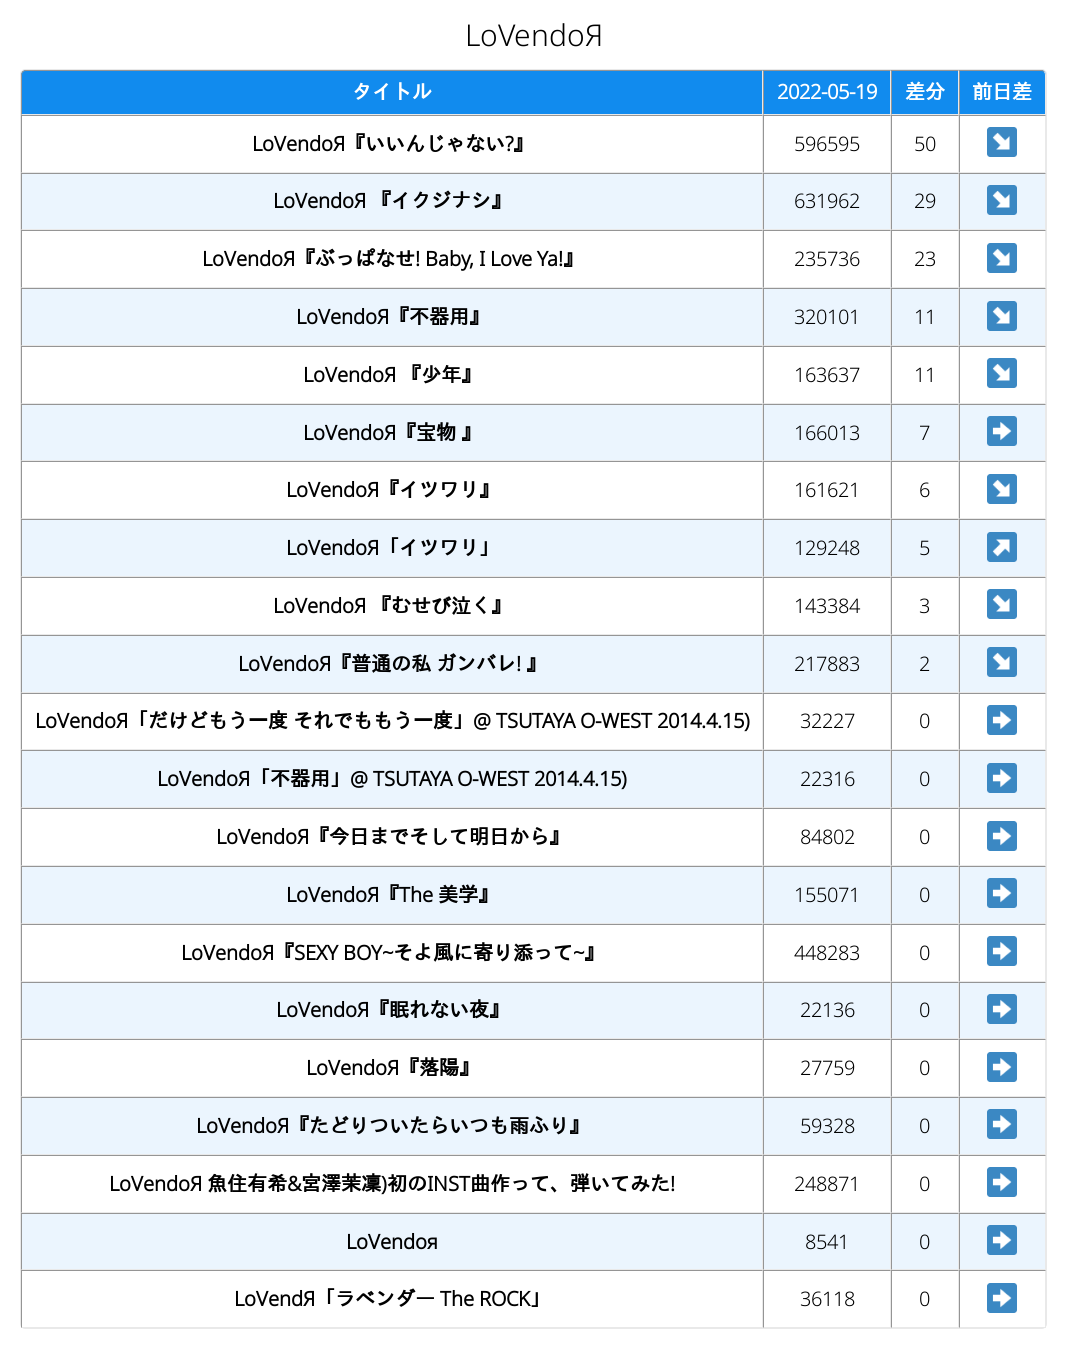 LoVendoЯ
タイトル 2022-05-19 差分 前日差
LoVendoЯ『いいんじゃない?』 596595 50 ↘
LoVendoЯ 『イクジナシ』 631962 29 ↘
LoVendoЯ『ぶっぱなせ! Baby, I Love Ya!』 235736 23 ↘
LoVendoЯ『不器用』 320101 11 ↘
LoVendoЯ 『少年』 163637 11 ↘
LoVendoЯ『宝物 』 166013 7 ➡
LoVendoЯ『イツワリ』 161621 6 ↘
LoVendoЯ「イツワリ」 129248 5 ↗
LoVendoЯ 『むせび泣く』 143384 3 ↘
LoVendoЯ『普通の私 ガンバレ! 』 217883 2 ↘
LoVendoЯ「だけどもう一度 それでももう一度」@ TSUTAYA O-WEST 2014.4.15) 32227 0 ➡
LoVendoЯ「不器用」@ TSUTAYA O-WEST 2014.4.15) 22316 0 ➡
LoVendoЯ『今日までそして明日から』 84802 0 ➡
LoVendoЯ『The 美学』 155071 0 ➡
LoVendoЯ『SEXY BOY~そよ風に寄り添って~』 448283 0 ➡
LoVendoЯ『眠れない夜』 22136 0 ➡
LoVendoЯ『落陽』 27759 0 ➡
LoVendoЯ『たどりついたらいつも雨ふり』 59328 0 ➡
LoVendoЯ 魚住有希&宮澤茉凜)初のINST曲作って、弾いてみた! 248871 0 ➡
LoVendoя 8541 0 ➡
LoVendЯ「ラベンダー The ROCK」 36118 0 ➡